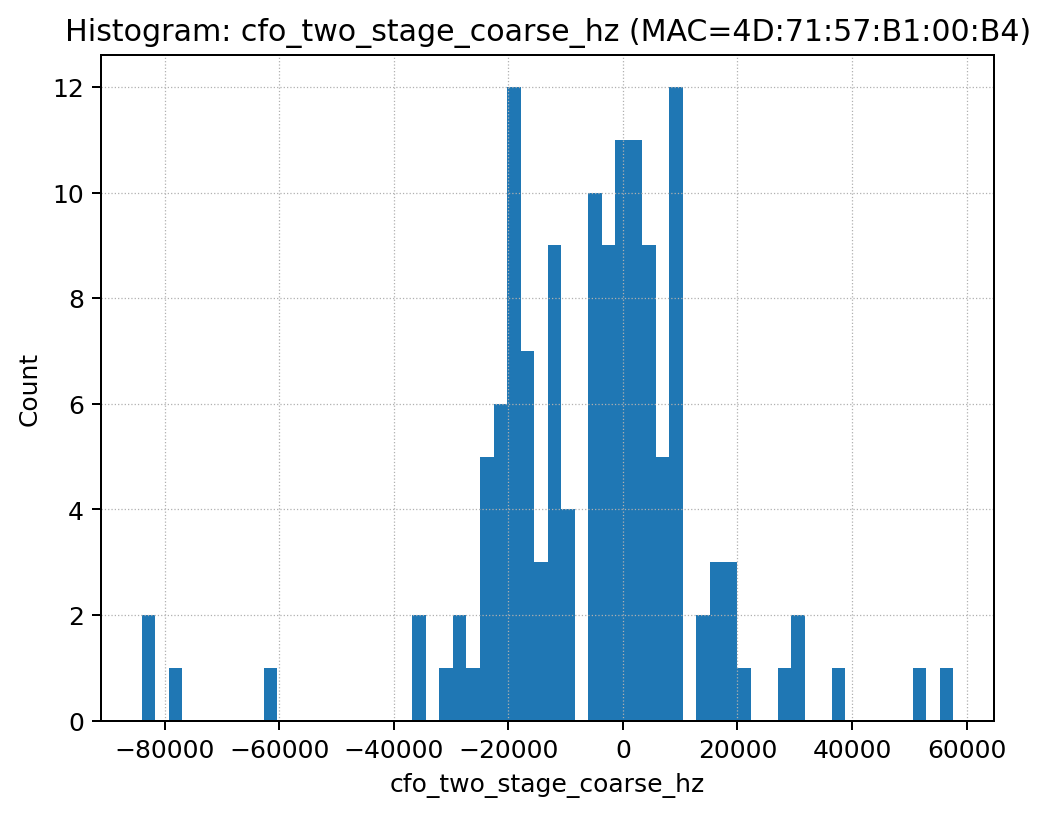 Histogram: cfo_two_stage_coarse_hz (MAC=4D:71:57:B1:00:B4)
12
10
8
6
4
2
0
Count
−80000 −60000 −40000 −20000 0 20000 40000 60000
cfo_two_stage_coarse_hz